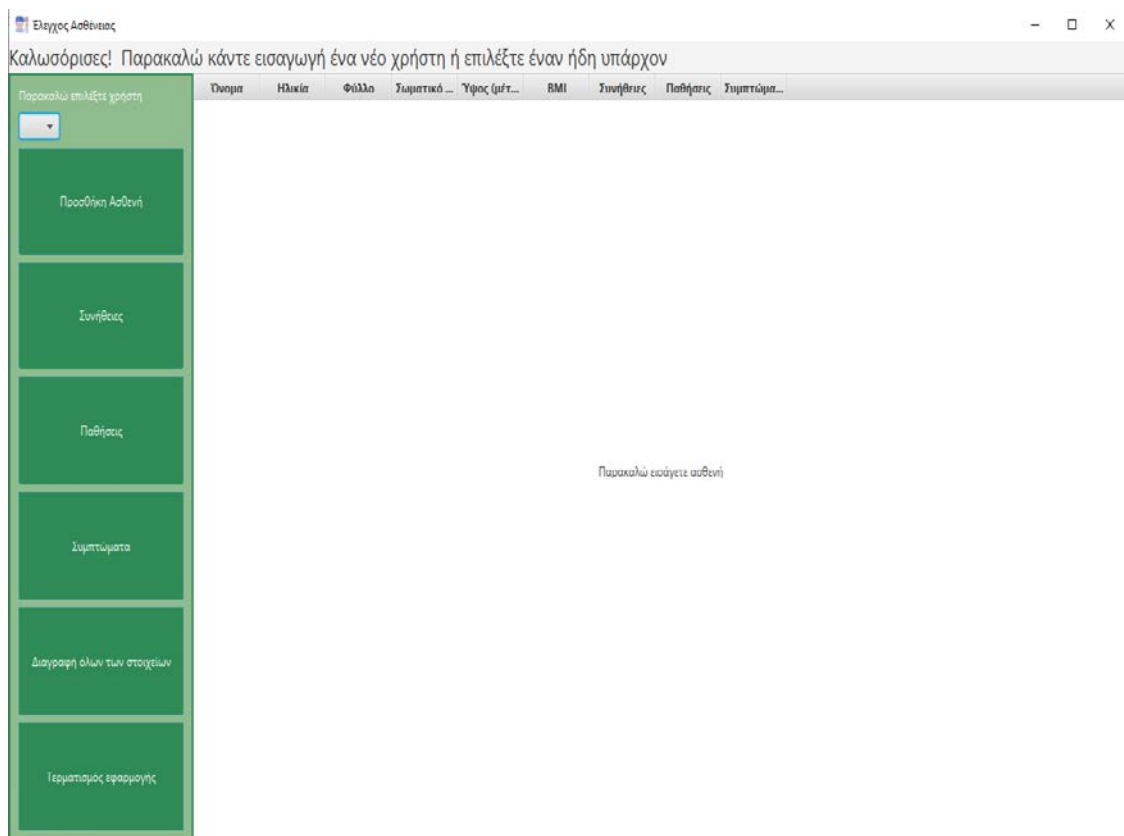 Έλεγχος Ασθένειας
Καλωσόρισες! Παρακαλώ κάντε εισαγωγή ένα νέο χρήστη ή επιλέξτε έναν ήδη υπάρχον
Παρακαλώ επιλέξτε χρήστη
Όνομα Ηλικία Φύλλο Σωματικό ... Ύψος (μέτ... BMI Συνήθειες Παθήσεις Συμπτώμα...
Προσθήκη Ασθενή
Συνήθειες
Παθήσεις
Παρακαλώ εισάγετε ασθενή
Συμπτώματα
Διαγραφή όλων των στοιχείων
Τερματισμός εφαρμογής